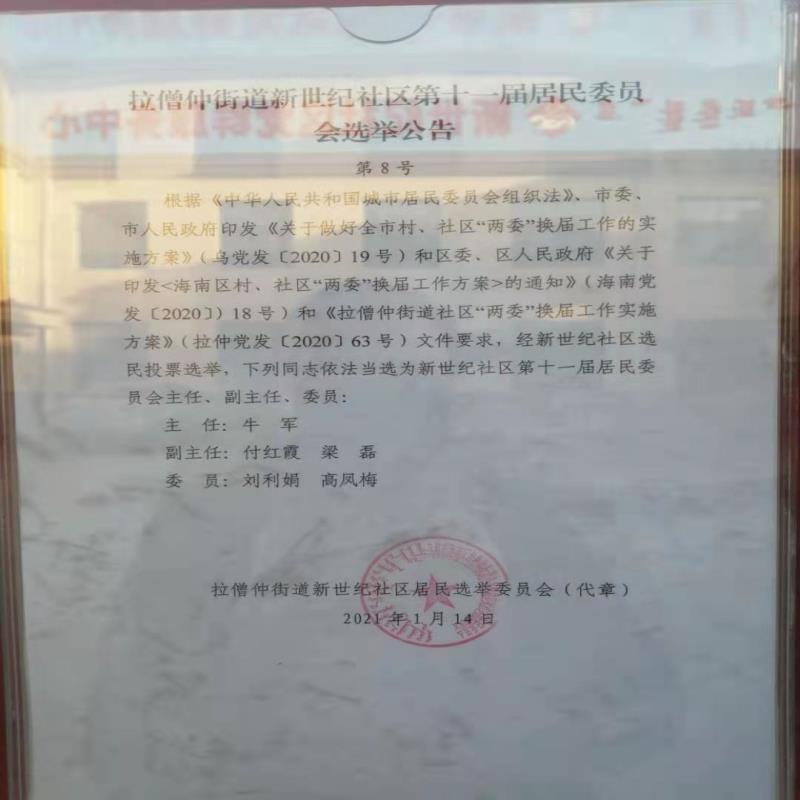 拉僧仲街道新世纪社区第十一届居民委员
会选举公告
第8号
根据《中华人民共和国城市居民委员会组织法》、市委、
市人民政府印发《关于做好全市村、社区“两委”换届工作的实
施方案》（乌党发〔2020〕19号）和区委、区人民政府《关于
印发<海南区村、社区“两委”换届工作方案>的通知》（海南党
发〔2020〕）18号）和《拉僧仲街道社区“两委”换届工作实施
方案》（拉仲党发〔2020〕63号）文件要求，经新世纪社区选
民投票选举，下列同志依法当选为新世纪社区第十一届居民委
员会主任、副主任、委员：
主 任：牛 军
副主任：付红霞 梁 磊
委 员：刘利娟 高凤梅
拉僧仲街道新世纪社区居民选举委员会（代章）
2021年1月14日